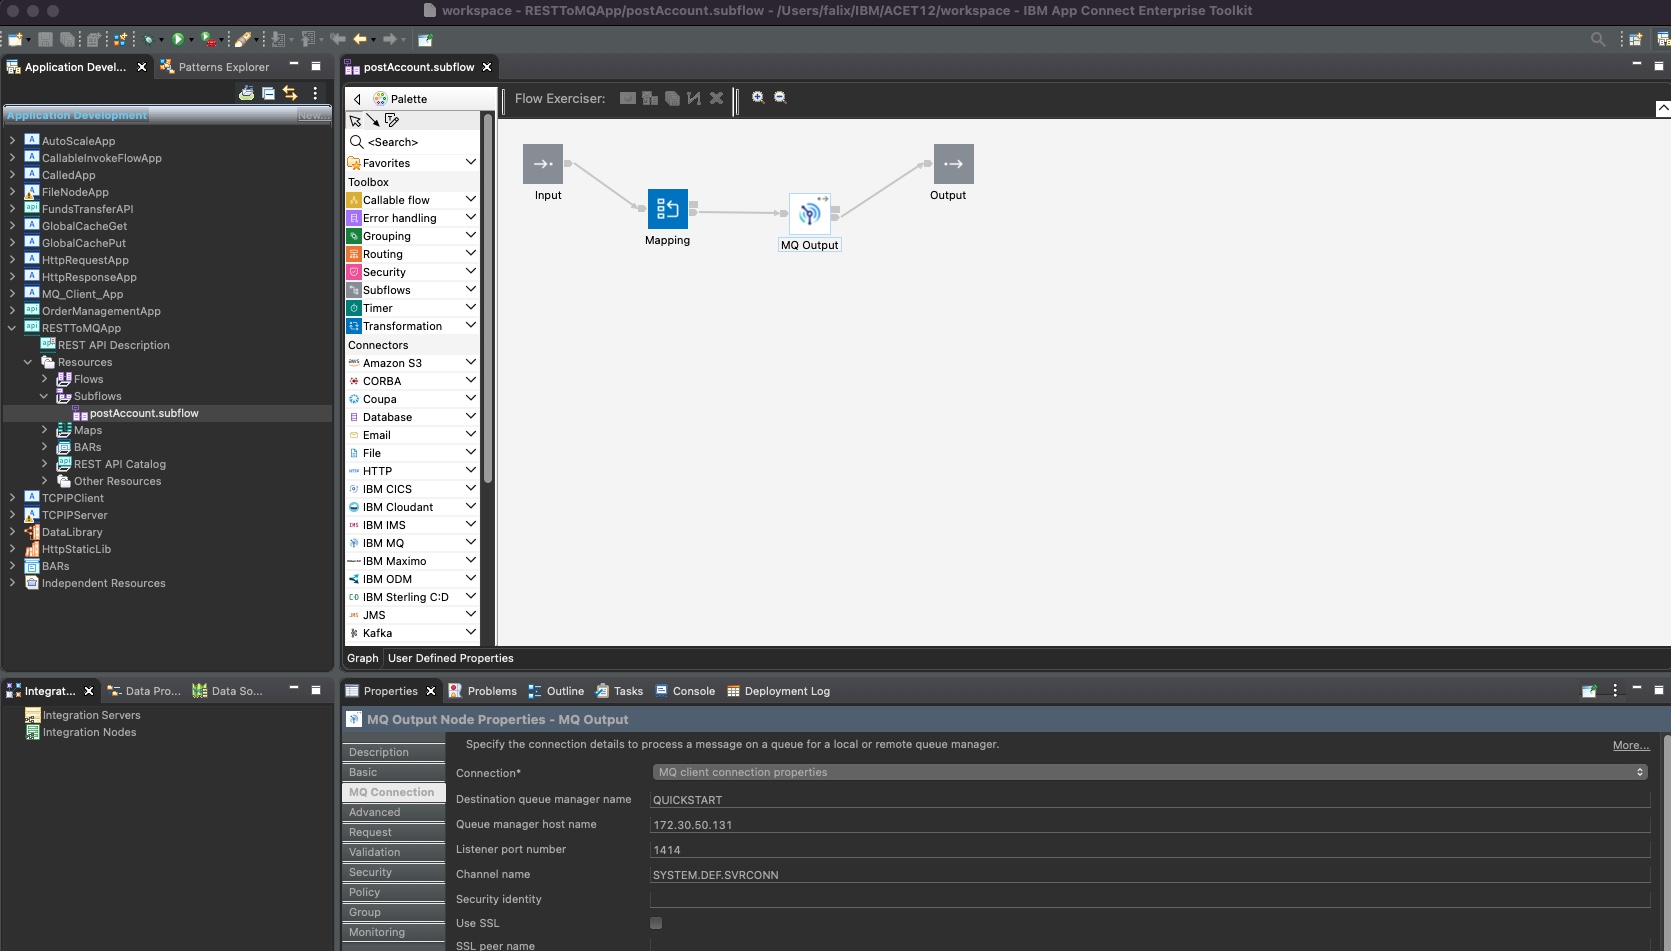 workspace - RESTToMQApp/postAccount.subflow - /Users/falix/IBM/ACET12/workspace - IBM App Connect Enterprise Toolkit
Application Devel...
Patterns Explorer
Application Development
New...
AutoScaleApp
CallableInvokeFlowApp
CalledApp
FileNodeApp
FundsTransferAPI
GlobalCacheGet
GlobalCachePut
HttpRequestApp
HttpResponseApp
MQ_Client_App
OrderManagementApp
RESTToMQApp
REST API Description
Resources
Flows
Subflows
postAccount.subflow
Maps
BARs
REST API Catalog
Other Resources
TCPIPClient
TCPIPServer
DataLibrary
HttpStaticLib
BARs
Independent Resources
postAccount.subflow
Palette
<Search>
Favorites
Toolbox
Callable flow
Error handling
Grouping
Routing
Security
Subflows
Timer
Transformation
Connectors
Amazon S3
CORBA
Coupa
Database
Email
File
HTTP
IBM CICS
IBM Cloudant
IBM IMS
IBM MQ
IBM Maximo
IBM ODM
IBM Sterling C:D
JMS
Kafka
Flow Exerciser:
Input
Mapping
MQ Output
Output
Graph
User Defined Properties
Integrat...
Data Pro...
Data So...
Integration Servers
Integration Nodes
Properties
Problems
Outline
Tasks
Console
Deployment Log
MQ Output Node Properties - MQ Output
Description
Basic
MQ Connection
Advanced
Request
Validation
Security
Policy
Group
Monitoring
Specify the connection details to process a message on a queue for a local or remote queue manager.
More...
Connection*
MQ client connection properties
Destination queue manager name
QUICKSTART
Queue manager host name
172.30.50.131
Listener port number
1414
Channel name
SYSTEM.DEF.SVRCONN
Security identity
Use SSL
SSL peer name